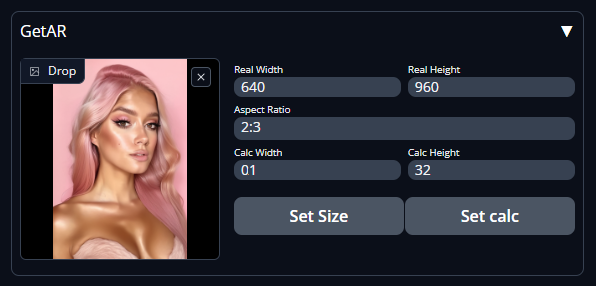 GetAR ▼
Drop ×
Real Width Real Height
640 960
Aspect Ratio
2:3
Calc Width Calc Height
01 32
Set Size Set calc